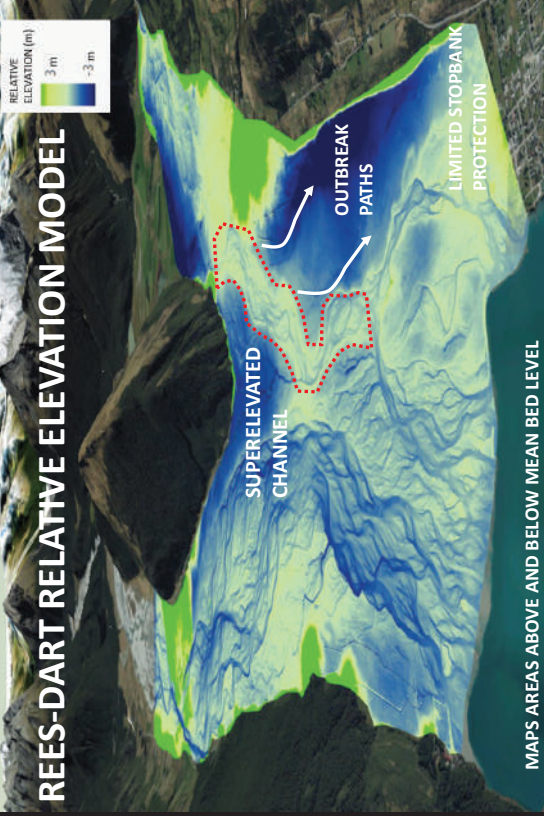 REES-DART RELATIVE ELEVATION MODEL
RELATIVE
ELEVATION (m)
3 m
-3 m
SUPERELEVATED
CHANNEL
OUTBREAK
PATHS
LIMITED STOPBANK
PROTECTION
MAPS AREAS ABOVE AND BELOW MEAN BED LEVEL